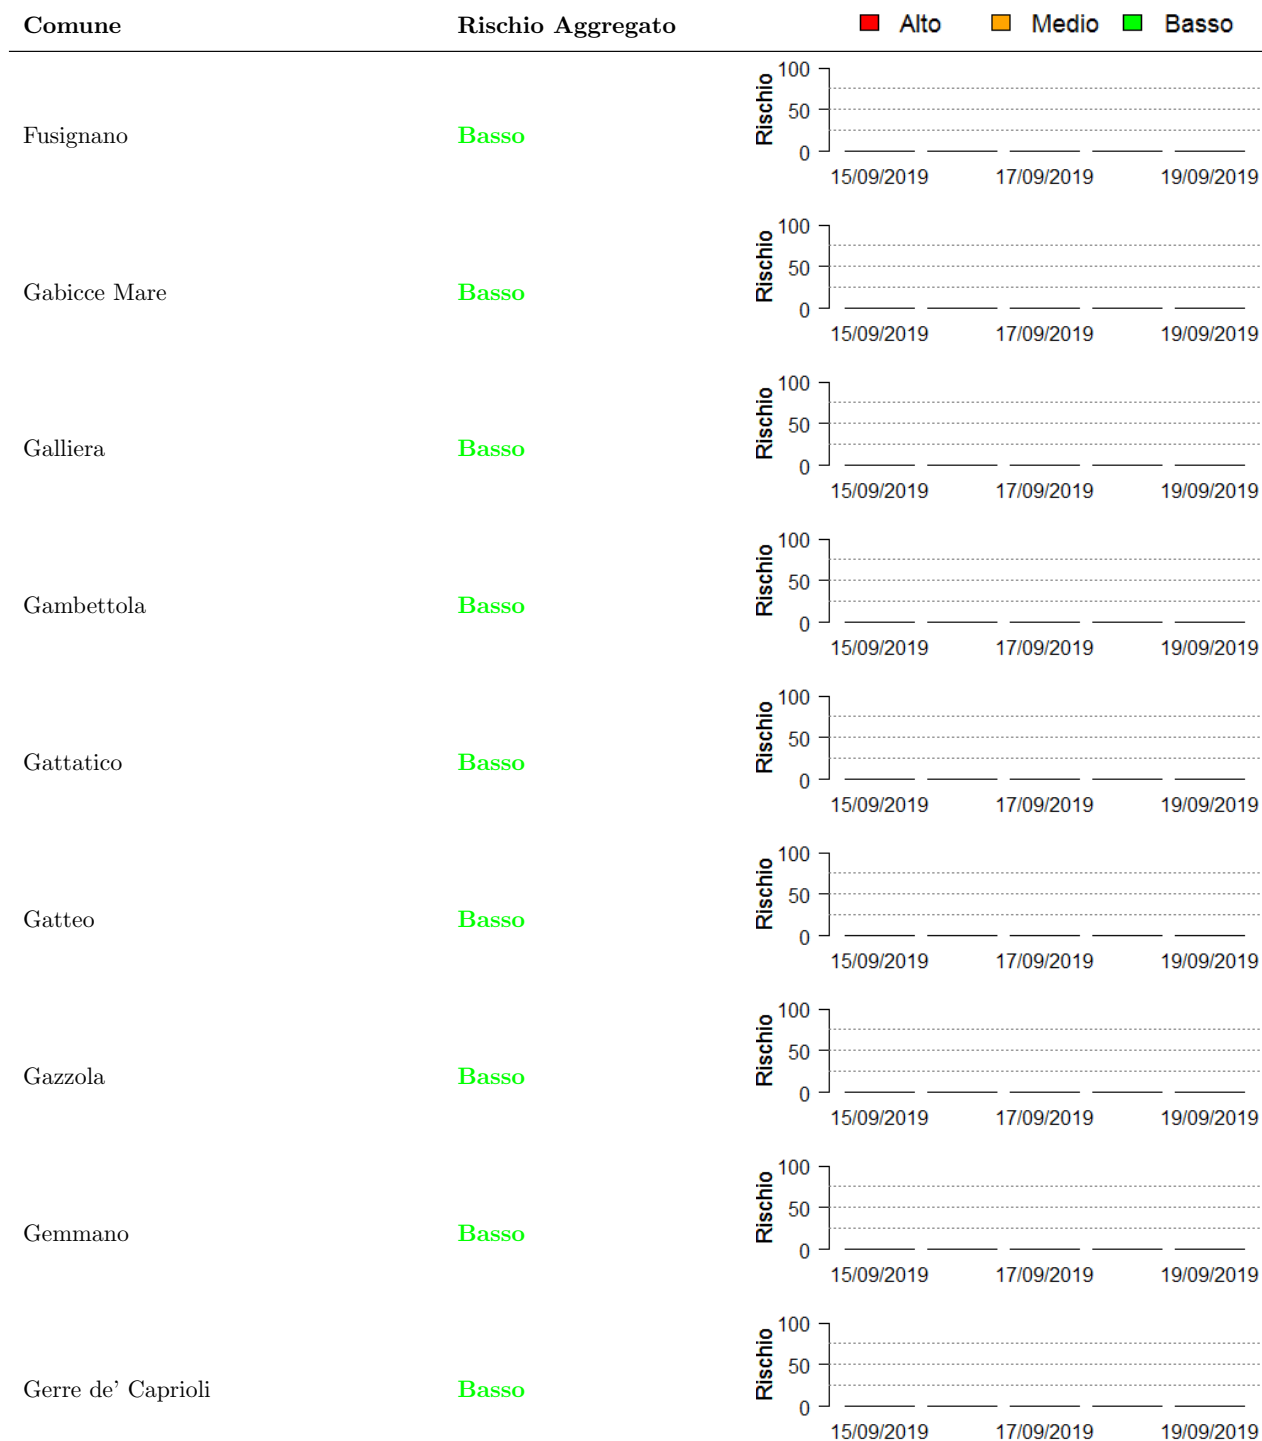 Comune Rischio Aggregato Alto Medio Basso
100
50
0
Rischio
Fusignano Basso
15/09/2019 17/09/2019 19/09/2019
100
50
0
Rischio
Gabicce Mare Basso
15/09/2019 17/09/2019 19/09/2019
100
50
0
Rischio
Galliera Basso
15/09/2019 17/09/2019 19/09/2019
100
50
0
Rischio
Gambettola Basso
15/09/2019 17/09/2019 19/09/2019
100
50
0
Rischio
Gattatico Basso
15/09/2019 17/09/2019 19/09/2019
100
50
0
Rischio
Gatteo Basso
15/09/2019 17/09/2019 19/09/2019
100
50
0
Rischio
Gazzola Basso
15/09/2019 17/09/2019 19/09/2019
100
50
0
Rischio
Gemmano Basso
15/09/2019 17/09/2019 19/09/2019
100
50
0
Rischio
Gerre de' Caprioli Basso
15/09/2019 17/09/2019 19/09/2019